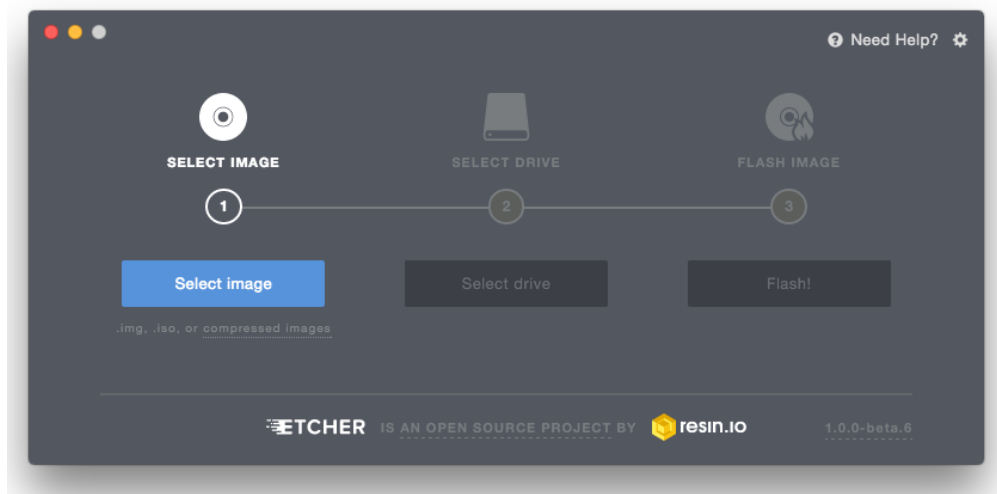 Need Help?
SELECT IMAGE
SELECT DRIVE
FLASH IMAGE
1
2
3
Select image
Select drive
Flash!
.img, .iso, or compressed images
ETCHER IS AN OPEN SOURCE PROJECT BY resin.io
1.0.0-beta.6